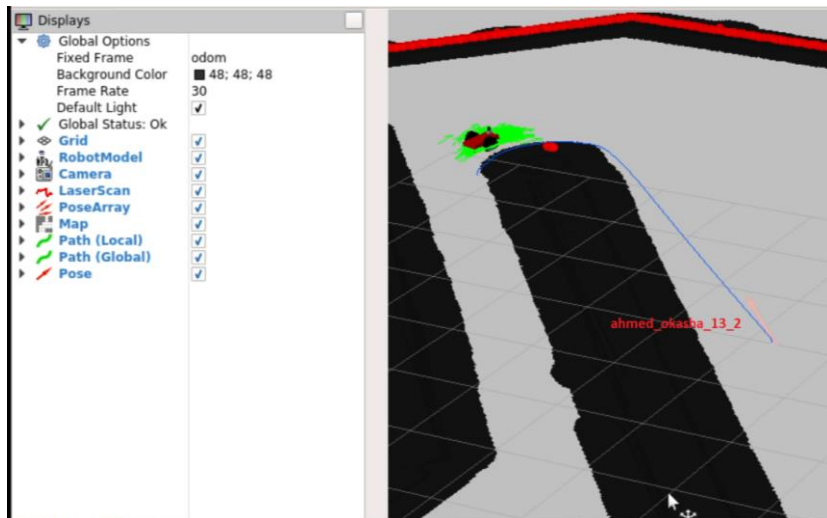 Displays
Global Options
Fixed Frame odom
Background Color 48; 48; 48
Frame Rate 30
Default Light
Global Status: Ok
Grid
RobotModel
Camera
LaserScan
PoseArray
Map
Path (Local)
Path (Global)
Pose
ahmed_okasba_13_2